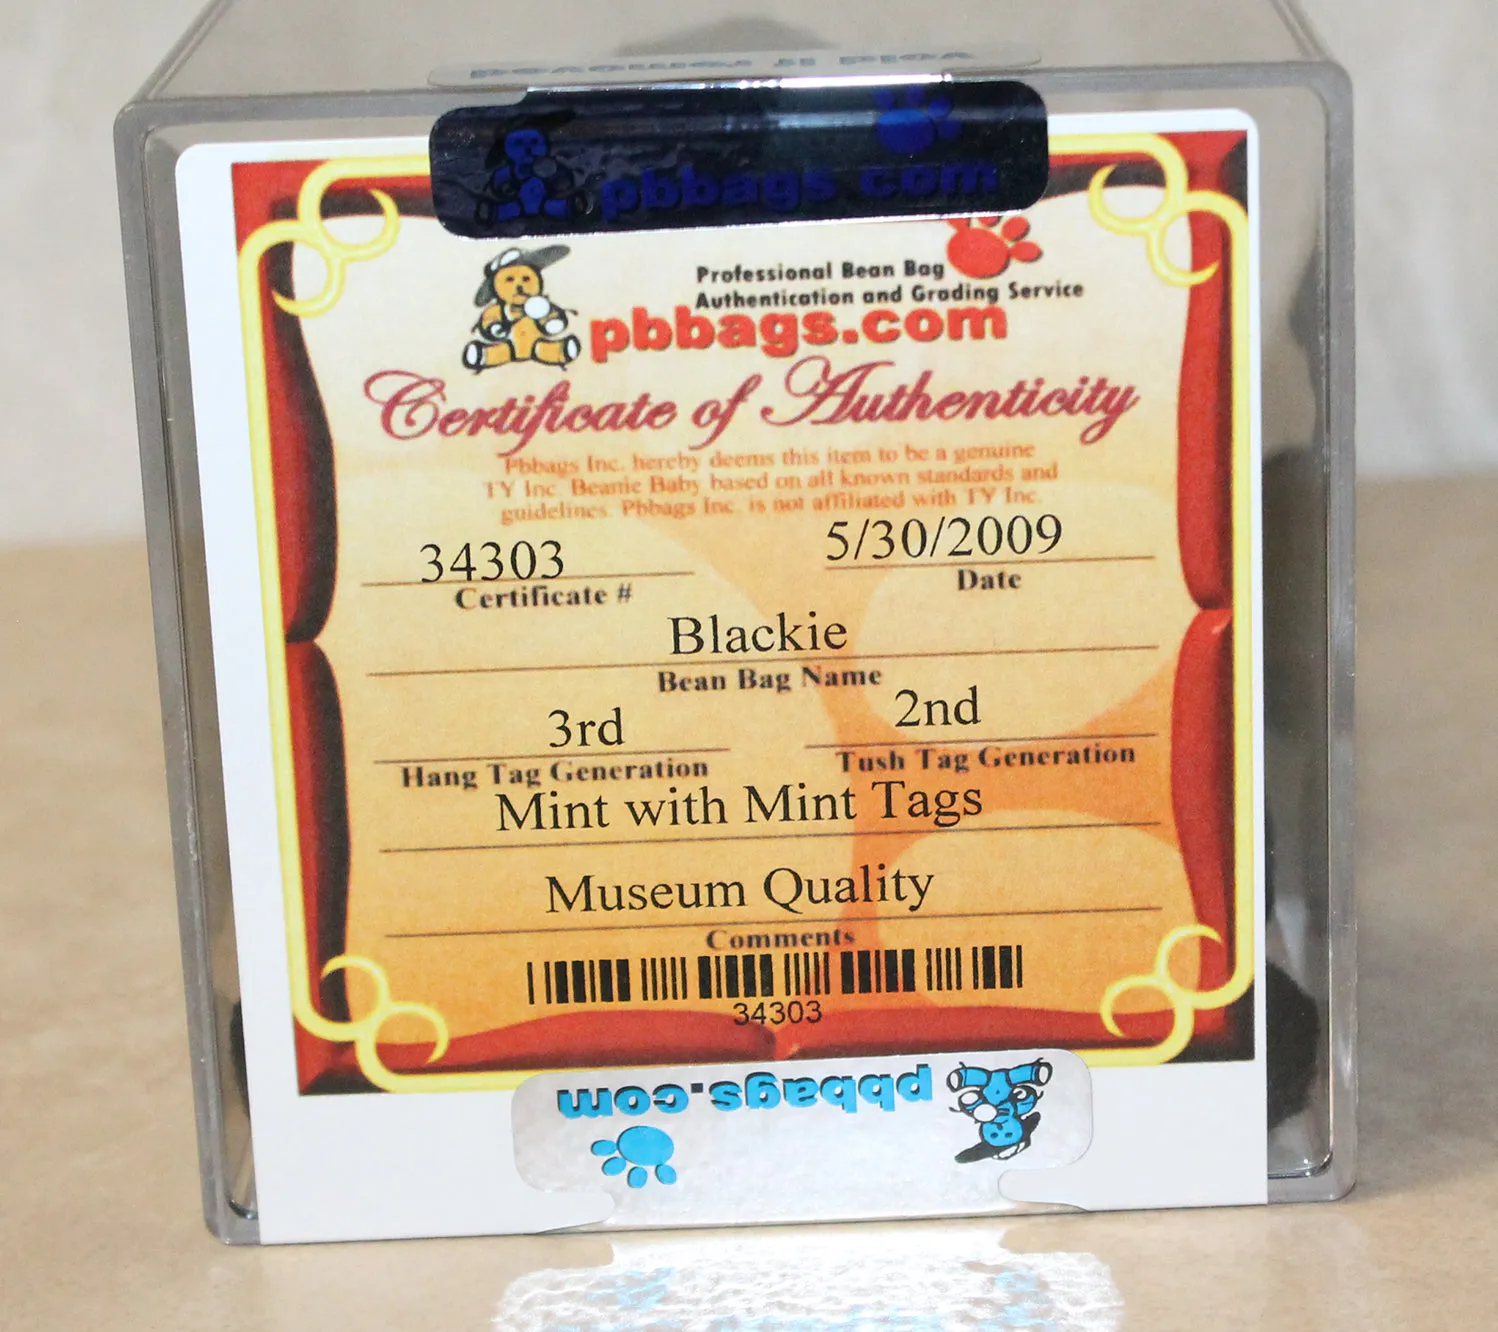 Void if removed
pbbags.com
Professional Bean Bag
Authentication and Grading Service
pbbags.com
Certificate of Authenticity
Pbbags Inc. hereby deems this item to be a genuine
TY Inc. Beanie Baby based on all known standards and
guidelines. Pbbags Inc. is not affiliated with TY Inc.
34303 5/30/2009
Certificate # Date
Blackie
Bean Bag Name
3rd 2nd
Hang Tag Generation Tush Tag Generation
Mint with Mint Tags
Museum Quality
Comments
34303
pbbags.com